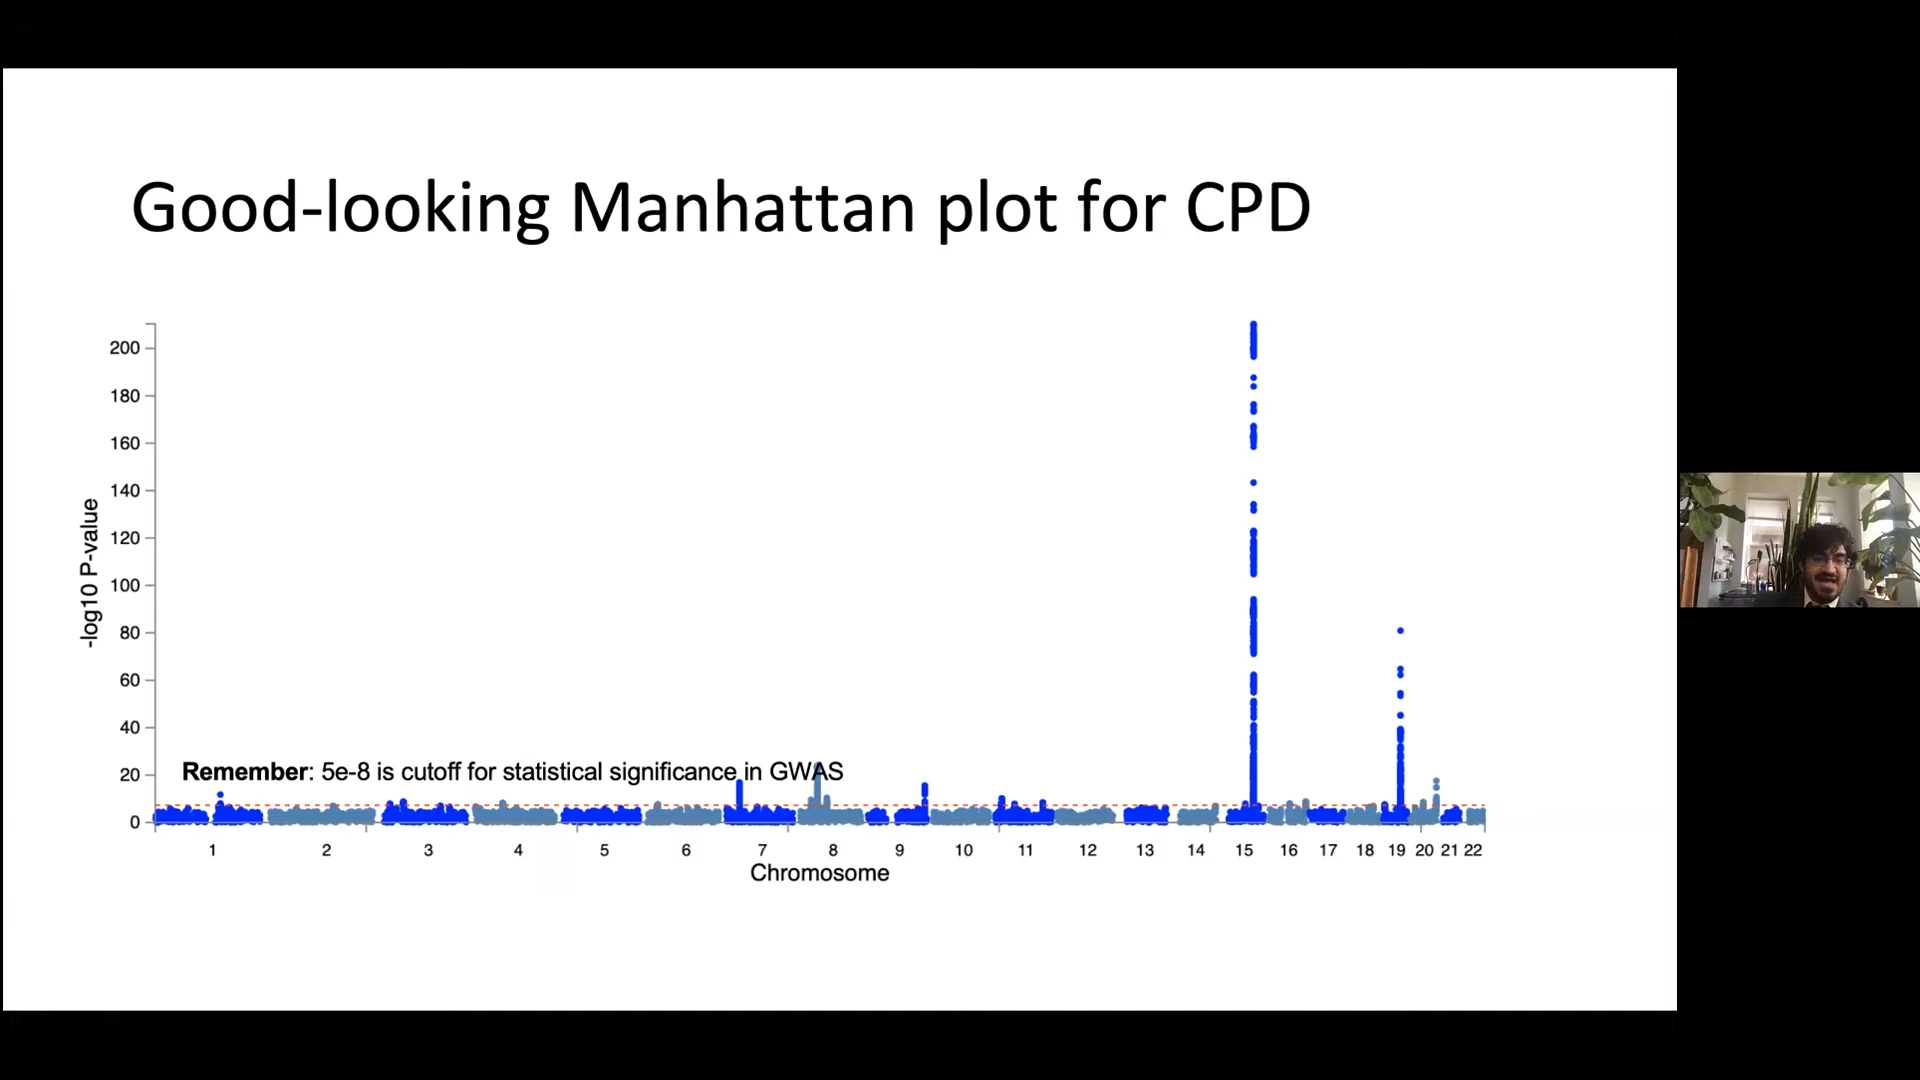 Good-looking Manhattan plot for CPD
200
180
160
140
120
100
80
60
40
20
0
-log10 P-value
Remember: 5e-8 is cutoff for statistical significance in GWAS
1 2 3 4 5 6 7 8 9 10 11 12 13 14 15 16 17 18 19 20 21 22
Chromosome